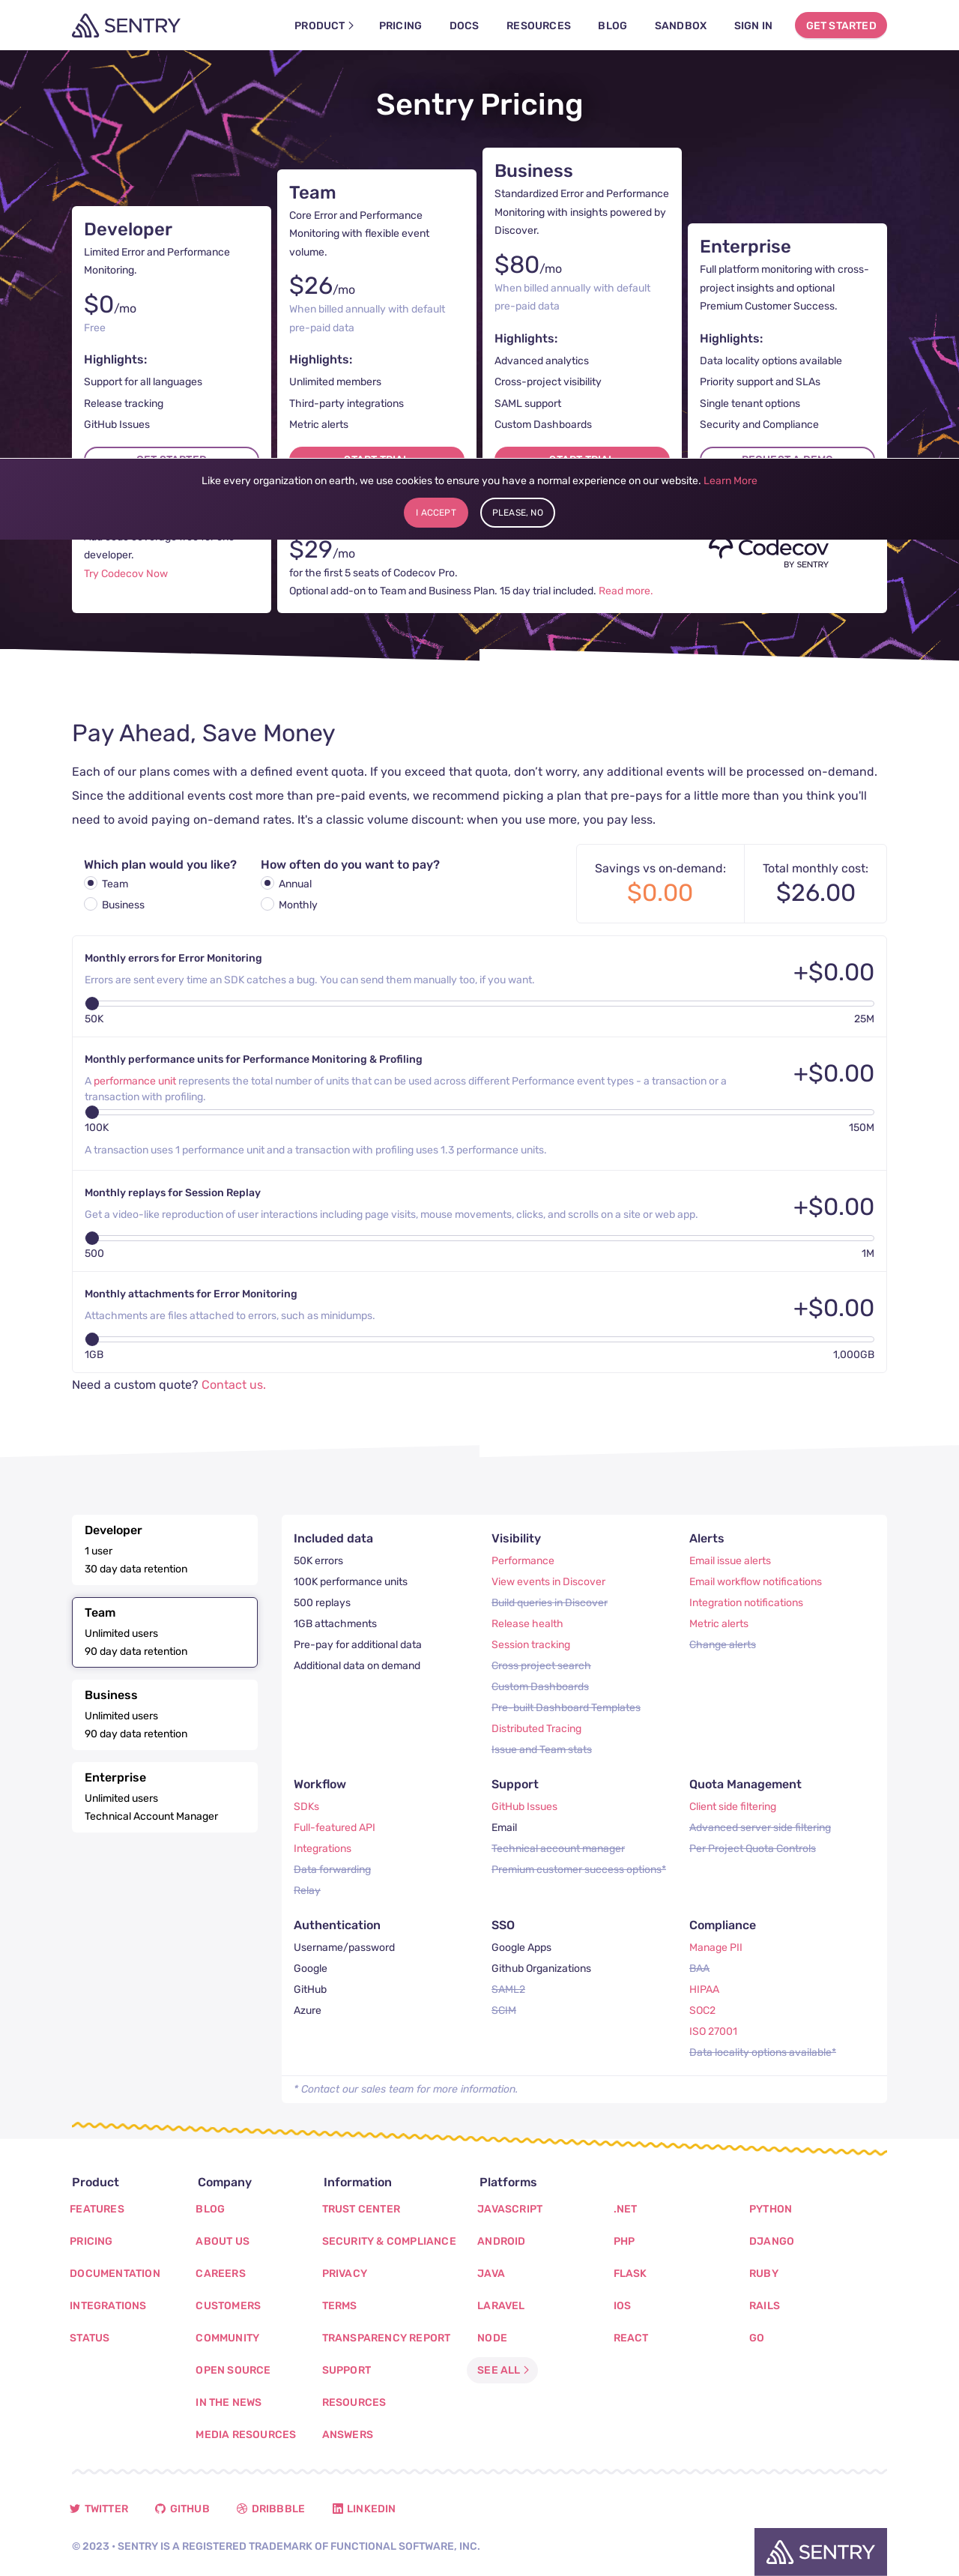 SENTRY
PRODUCT
PRICING
DOCS
RESOURCES
BLOG
SANDBOX
SIGN IN
GET STARTED
Sentry Pricing
Developer
Limited Error and Performance
Monitoring.
$0/mo
Free
Highlights:
Support for all languages
Release tracking
GitHub Issues
GET STARTED
Team
Core Error and Performance
Monitoring with flexible event
volume.
$26/mo
When billed annually with default
pre-paid data
Highlights:
Unlimited members
Third-party integrations
Metric alerts
START TRIAL
Business
Standardized Error and Performance
Monitoring with insights powered by
Discover.
$80/mo
When billed annually with default
pre-paid data
Highlights:
Advanced analytics
Cross-project visibility
SAML support
Custom Dashboards
START TRIAL
Enterprise
Full platform monitoring with cross-
project insights and optional
Premium Customer Success.
Highlights:
Data locality options available
Priority support and SLAs
Single tenant options
Security and Compliance
REQUEST A DEMO
Like every organization on earth, we use cookies to ensure you have a normal experience on our website. Learn More
I ACCEPT
PLEASE, NO
Add code coverage free for one
developer.
Try Codecov Now
$29/mo
for the first 5 seats of Codecov Pro.
Optional add-on to Team and Business Plan. 15 day trial included. Read more.
Codecov
BY SENTRY
Pay Ahead, Save Money
Each of our plans comes with a defined event quota. If you exceed that quota, don't worry, any additional events will be processed on-demand.
Since the additional events cost more than pre-paid events, we recommend picking a plan that pre-pays for a little more than you think you'll
need to avoid paying on-demand rates. It's a classic volume discount: when you use more, you pay less.
Which plan would you like?
Team
Business
How often do you want to pay?
Annual
Monthly
Savings vs on-demand:
$0.00
Total monthly cost:
$26.00
Monthly errors for Error Monitoring
Errors are sent every time an SDK catches a bug. You can send them manually too, if you want.
+$0.00
50K
25M
Monthly performance units for Performance Monitoring & Profiling
A performance unit represents the total number of units that can be used across different Performance event types - a transaction or a
transaction with profiling.
+$0.00
100K
150M
A transaction uses 1 performance unit and a transaction with profiling uses 1.3 performance units.
Monthly replays for Session Replay
Get a video-like reproduction of user interactions including page visits, mouse movements, clicks, and scrolls on a site or web app.
+$0.00
500
1M
Monthly attachments for Error Monitoring
Attachments are files attached to errors, such as minidumps.
+$0.00
1GB
1,000GB
Need a custom quote? Contact us.
Developer
1 user
30 day data retention
Team
Unlimited users
90 day data retention
Business
Unlimited users
90 day data retention
Enterprise
Unlimited users
Technical Account Manager
Included data
50K errors
100K performance units
500 replays
1GB attachments
Pre-pay for additional data
Additional data on demand
Visibility
Performance
View events in Discover
Build queries in Discover
Release health
Session tracking
Cross project search
Custom Dashboards
Pre-built Dashboard Templates
Distributed Tracing
Issue and Team stats
Alerts
Email issue alerts
Email workflow notifications
Integration notifications
Metric alerts
Change alerts
Workflow
SDKs
Full-featured API
Integrations
Data forwarding
Relay
Support
GitHub Issues
Email
Technical account manager
Premium customer success options*
Quota Management
Client side filtering
Advanced server side filtering
Per Project Quota Controls
Authentication
Username/password
Google
GitHub
Azure
SSO
Google Apps
Github Organizations
SAML2
SCIM
Compliance
Manage PII
BAA
HIPAA
SOC2
ISO 27001
Data locality options available*
* Contact our sales team for more information.
Product
FEATURES
PRICING
DOCUMENTATION
INTEGRATIONS
STATUS
Company
BLOG
ABOUT US
CAREERS
CUSTOMERS
COMMUNITY
OPEN SOURCE
IN THE NEWS
MEDIA RESOURCES
Information
TRUST CENTER
SECURITY & COMPLIANCE
PRIVACY
TERMS
TRANSPARENCY REPORT
SUPPORT
RESOURCES
ANSWERS
Platforms
JAVASCRIPT
ANDROID
JAVA
LARAVEL
NODE
SEE ALL
.NET
PHP
FLASK
IOS
REACT
PYTHON
DJANGO
RUBY
RAILS
GO
TWITTER
GITHUB
DRIBBBLE
LINKEDIN
© 2023 • SENTRY IS A REGISTERED TRADEMARK OF FUNCTIONAL SOFTWARE, INC.
SENTRY